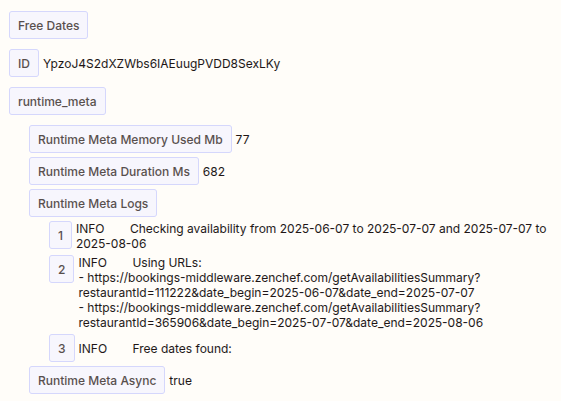 Free Dates
ID YpzoJ4S2dXZWbs6IAEuugPVDD8SexLKy
runtime_meta
Runtime Meta Memory Used Mb 77
Runtime Meta Duration Ms 682
Runtime Meta Logs
1 INFO Checking availability from 2025-06-07 to 2025-07-07 and 2025-07-07 to
2025-08-06
2 INFO Using URLs:
- https://bookings-middleware.zenchef.com/getAvailabilitiesSummary?
restaurantId=111222&date_begin=2025-06-07&date_end=2025-07-07
- https://bookings-middleware.zenchef.com/getAvailabilitiesSummary?
restaurantId=365906&date_begin=2025-07-07&date_end=2025-08-06
3 INFO Free dates found:
Runtime Meta Async true